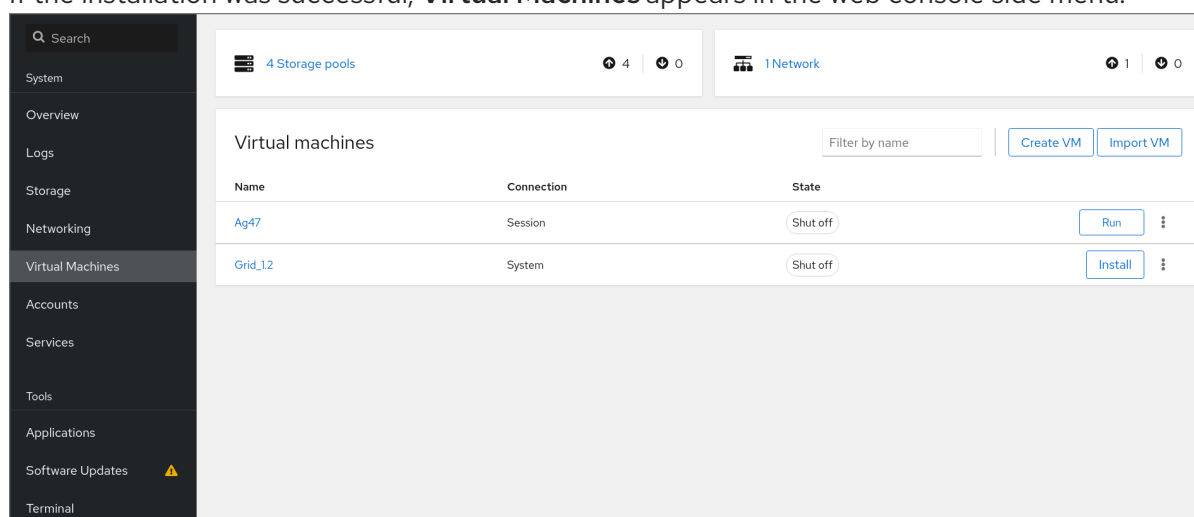 If the installation was successful, Virtual Machines appears in the web console side menu.
Search
System
Overview
Logs
Storage
Networking
Virtual Machines
Accounts
Services
Tools
Applications
Software Updates
Terminal
4 Storage pools 4 0
1 Network 1 0
Virtual machines Filter by name Create VM Import VM
Name Connection State
Ag47 Session Shut off Run
Grid_1.2 System Shut off Install